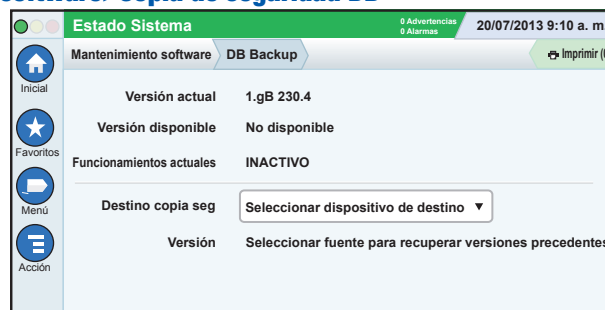 Estado Sistema
0 Advertencias
0 Alarmas
20/07/2013 9:10 a. m.
Mantenimiento software
DB Backup
Imprimir
Inicial
Versión actual
1.gB 230.4
Versión disponible
No disponible
Favoritos
Funcionamientos actuales
INACTIVO
Menú
Destino copia seg
Seleccionar dispositivo de destino
Versión
Seleccionar fuente para recuperar versiones precedentes
Acción